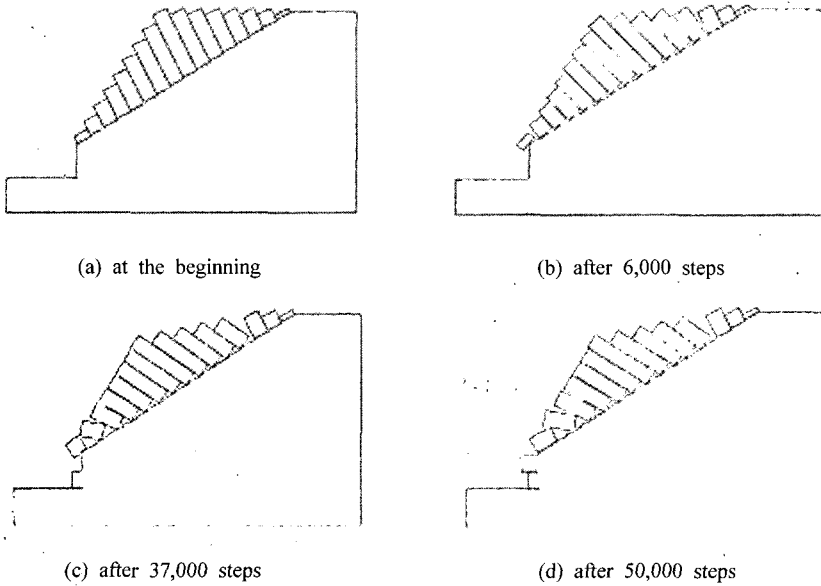 (a) at the beginning
(b) after 6,000 steps
(c) after 37,000 steps
(d) after 50,000 steps